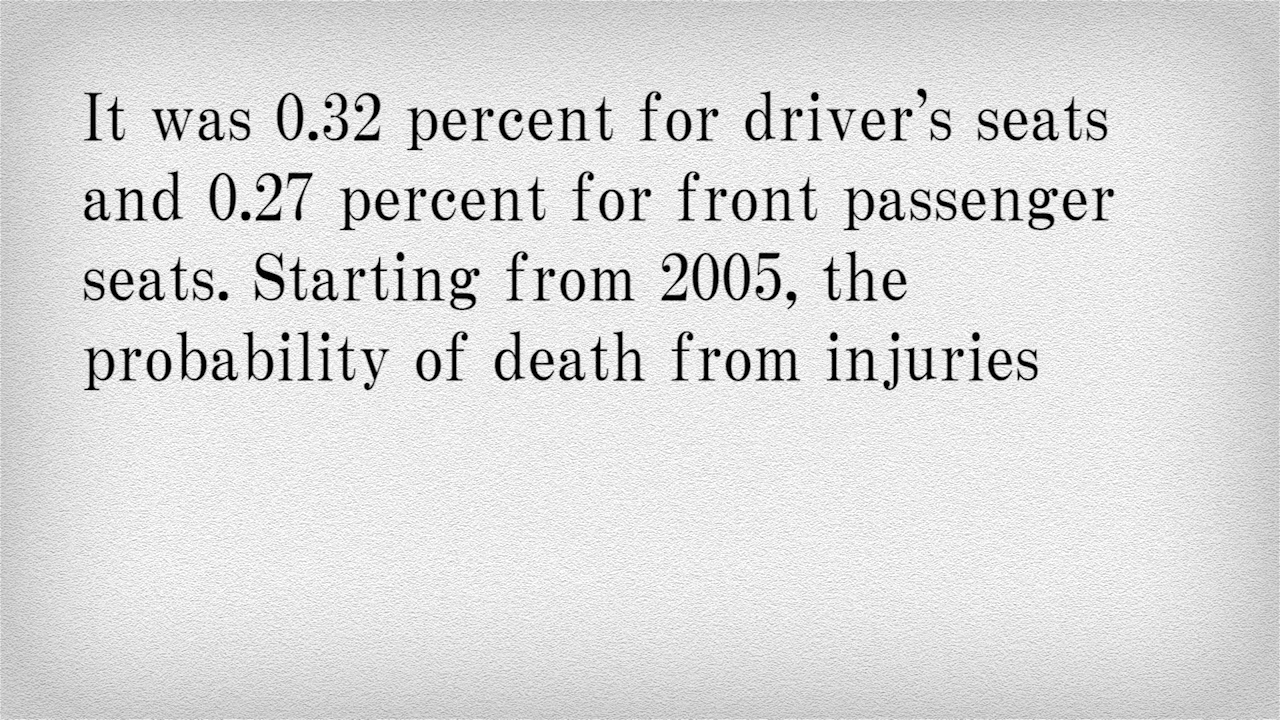 It was 0.32 percent for driver’s seats
and 0.27 percent for front passenger
seats. Starting from 2005, the
probability of death from injuries